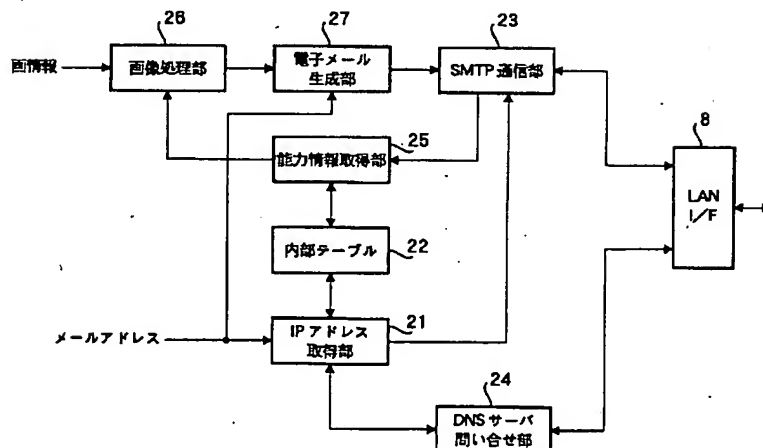 26
27
23
画情報
画像処理部
電子メール
生成部
SMTP 通信部
25
能力情報取得部
8
LAN
I/F
22
内部テーブル
メールアドレス
21
IP アドレス
取得部
24
DNS サーバ
問い合せ部